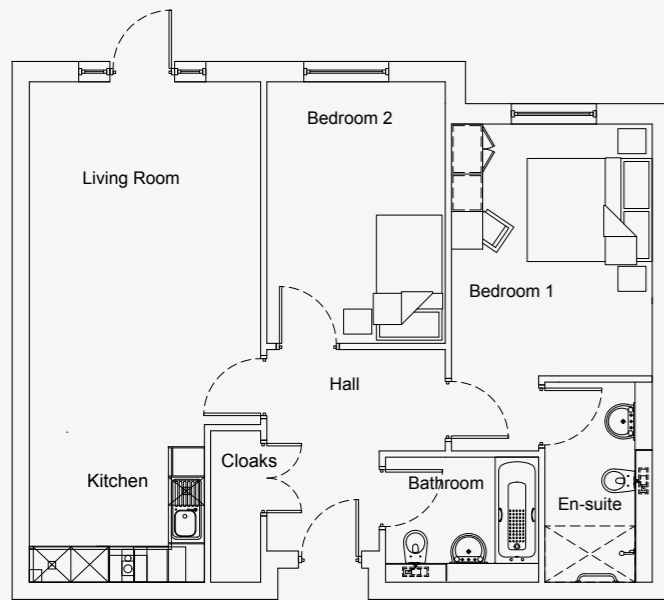 Bedroom 2
Living Room
Bedroom 1
Hall
Cloaks
Kitchen
Bathroom
En-suite